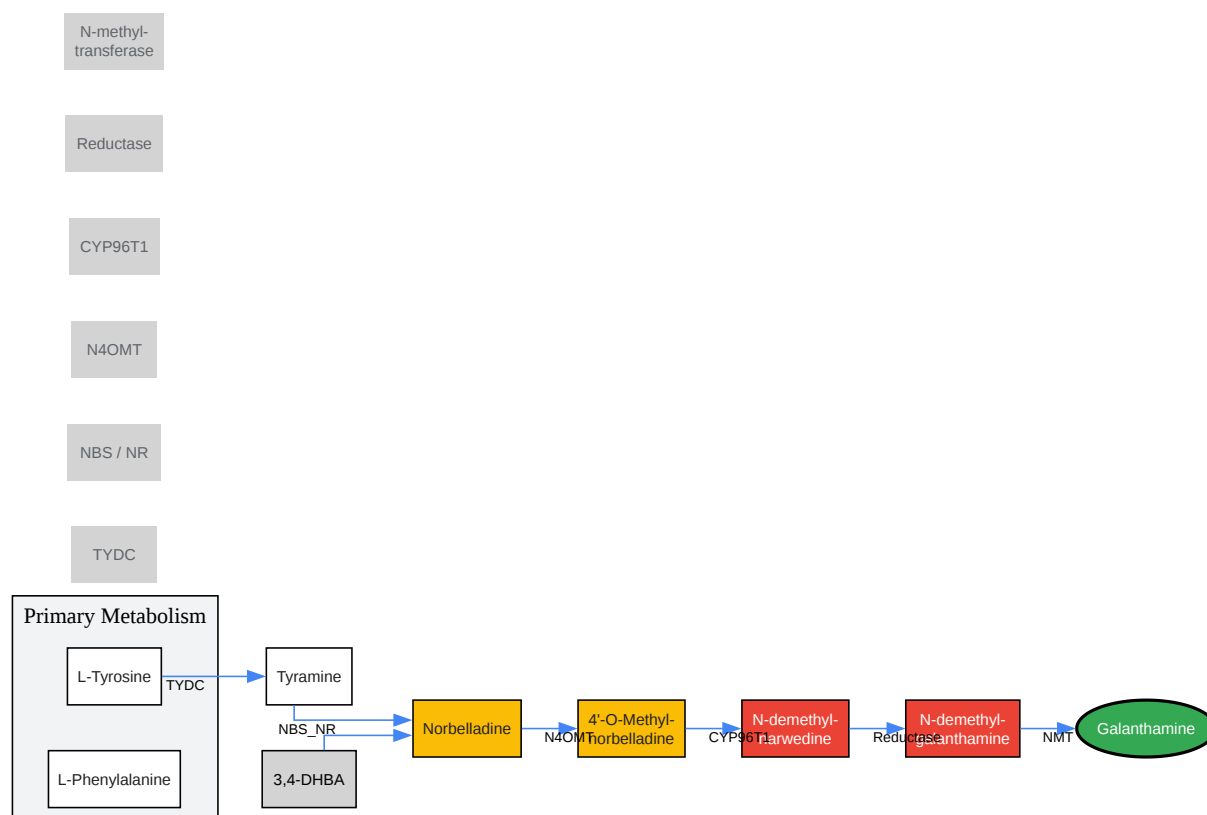 N-methyl-
transferase
Reductase
CYP96T1
N4OMT
NBS / NR
TYDC
Primary Metabolism
L-Tyrosine
TYDC
Tyramine
NBS_NR
L-Phenylalanine
3,4-DHBA
Norbelladine
N4OMT
4'-O-Methyl-
norbelladine
CYP96T1
N-demethyl-
narwedine
Reductase
N-demethyl-
galanthamine
NMT
Galanthamine